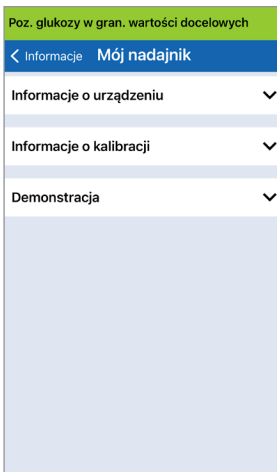 Poz. glukozy w gran. wartości docelowych
Informacje Mój nadajnik
Informacje o urządzeniu
Informacje o kalibracji
Demonstracja